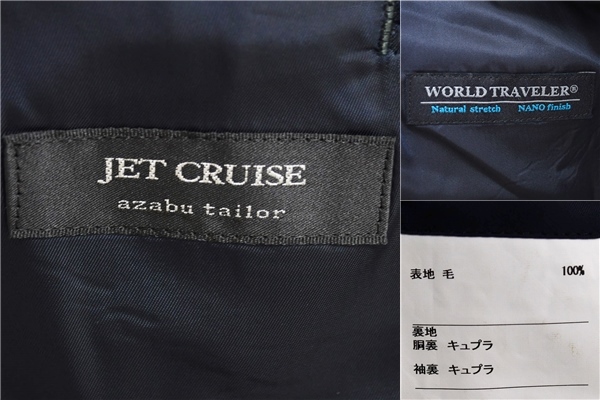 JET CRUISE
azabu tailor
WORLD TRAVELER®
Natural stretch NANO finish
表地 毛 100%
裏地
胴裏 キュプラ
袖裏 キュプラ